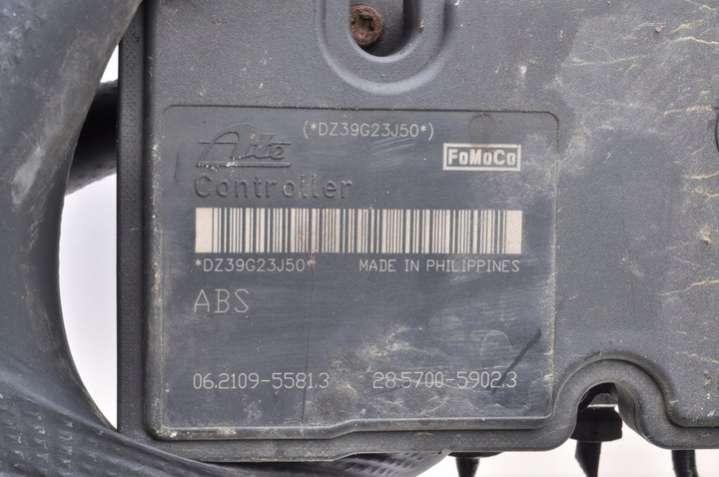 (*DZ39G23J50*)
Ate
FoMoCo
Controller
*DZ39G23J50* MADE IN PHILIPPINES
ABS
06.2109-5581.3 28.5700-5902.3